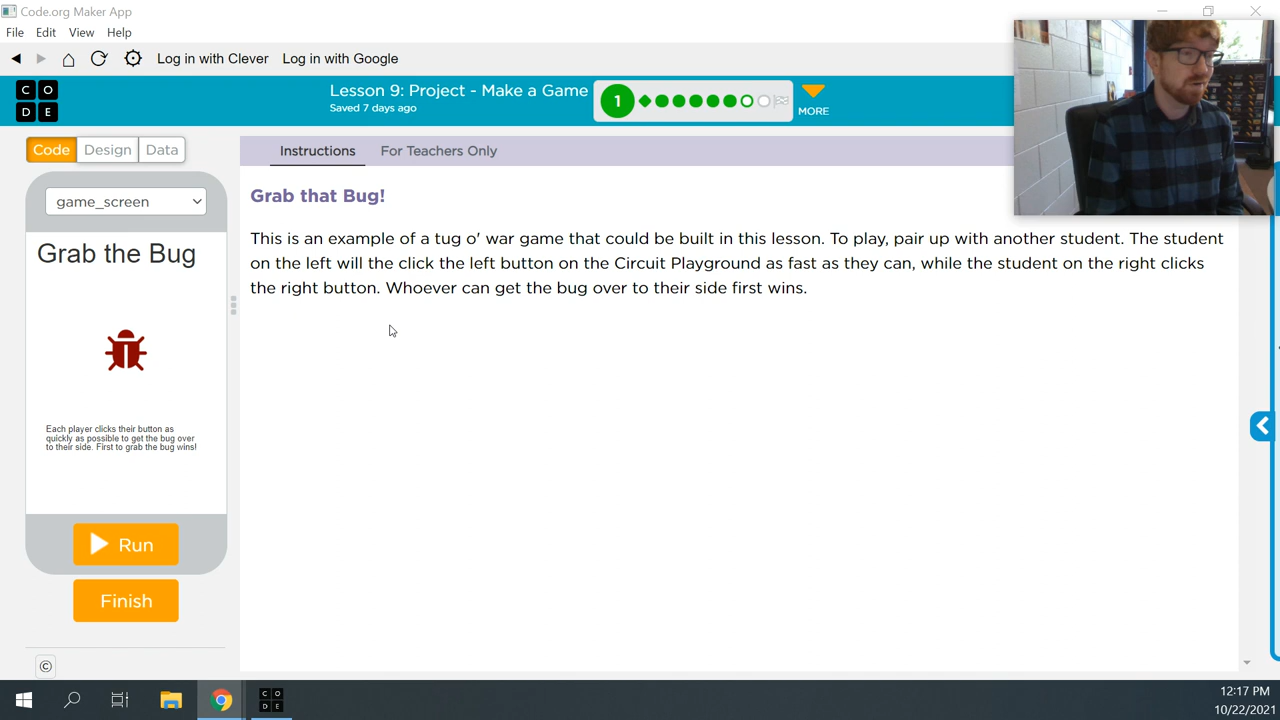 Code.org Maker App
File Edit View Help
Log in with Clever Log in with Google
C O
D E
Lesson 9: Project - Make a Game
Saved 7 days ago
1
MORE
Code Design Data
Instructions For Teachers Only
game_screen
Grab the Bug
Each player clicks their button as
quickly as possible to get the bug over
to their side. First to grab the bug wins!
Run
Finish
©
Grab that Bug!
This is an example of a tug o' war game that could be built in this lesson. To play, pair up with another student. The student
on the left will the click the left button on the Circuit Playground as fast as they can, while the student on the right clicks
the right button. Whoever can get the bug over to their side first wins.
C O
D E
12:17 PM
10/22/2021